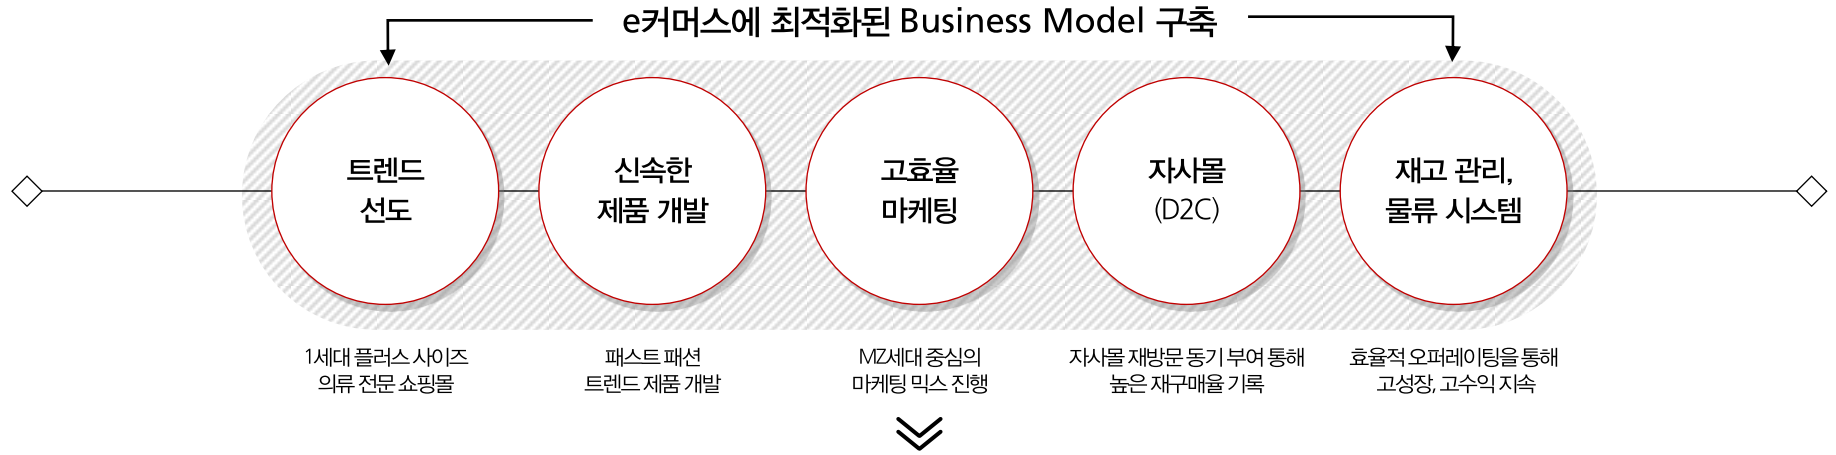 e커머스에 최적화된 Business Model 구축
트렌드
선도
신속한
제품 개발
고효율
마케팅
자사몰
(D2C)
재고 관리,
물류 시스템
1세대 플러스 사이즈
의류 전문 쇼핑몰
패스트 패션
트렌드 제품 개발
MZ세대 중심의
마케팅 믹스 진행
자사몰 재방문 동기 부여 통해
높은 재구매율 기록
효율적 오퍼레이팅을 통해
고성장, 고수익 지속